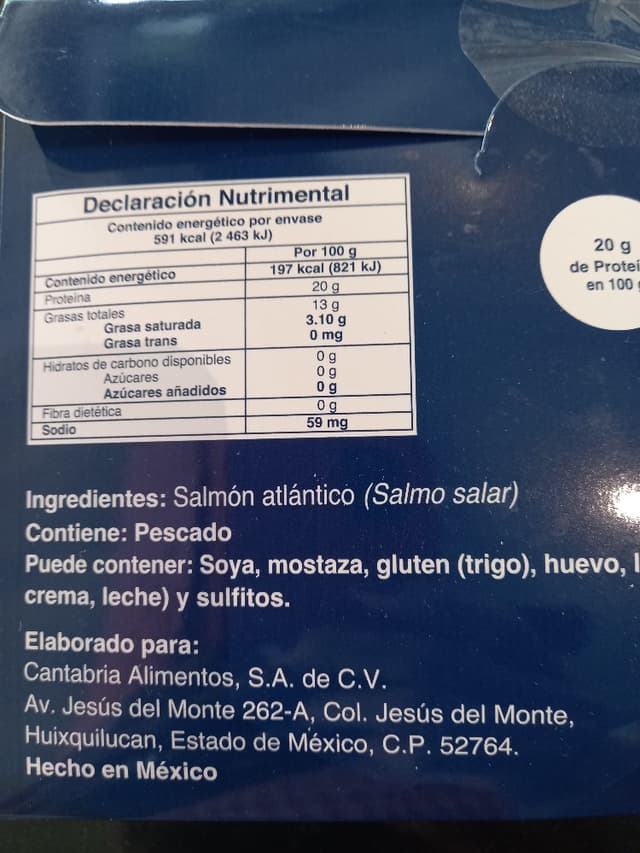 Declaración Nutrimental
Contenido energético por envase
591 kcal (2 463 kJ)
Por 100 g
Contenido energético 197 kcal (821 kJ)
Proteína 20 g
Grasas totales 13 g
Grasa saturada 3.10 g
Grasa trans 0 mg
Hidratos de carbono disponibles 0 g
Azúcares 0 g
Azúcares añadidos 0 g
Fibra dietética 0 g
Sodio 59 mg
20 g
de Protei
en 100
Ingredientes: Salmón atlántico (Salmo salar)
Contiene: Pescado
Puede contener: Soya, mostaza, gluten (trigo), huevo,
crema, leche) y sulfitos.
Elaborado para:
Cantabria Alimentos, S.A. de C.V.
Av. Jesús del Monte 262-A, Col. Jesús del Monte,
Huixquilucan, Estado de México, C.P. 52764.
Hecho en México